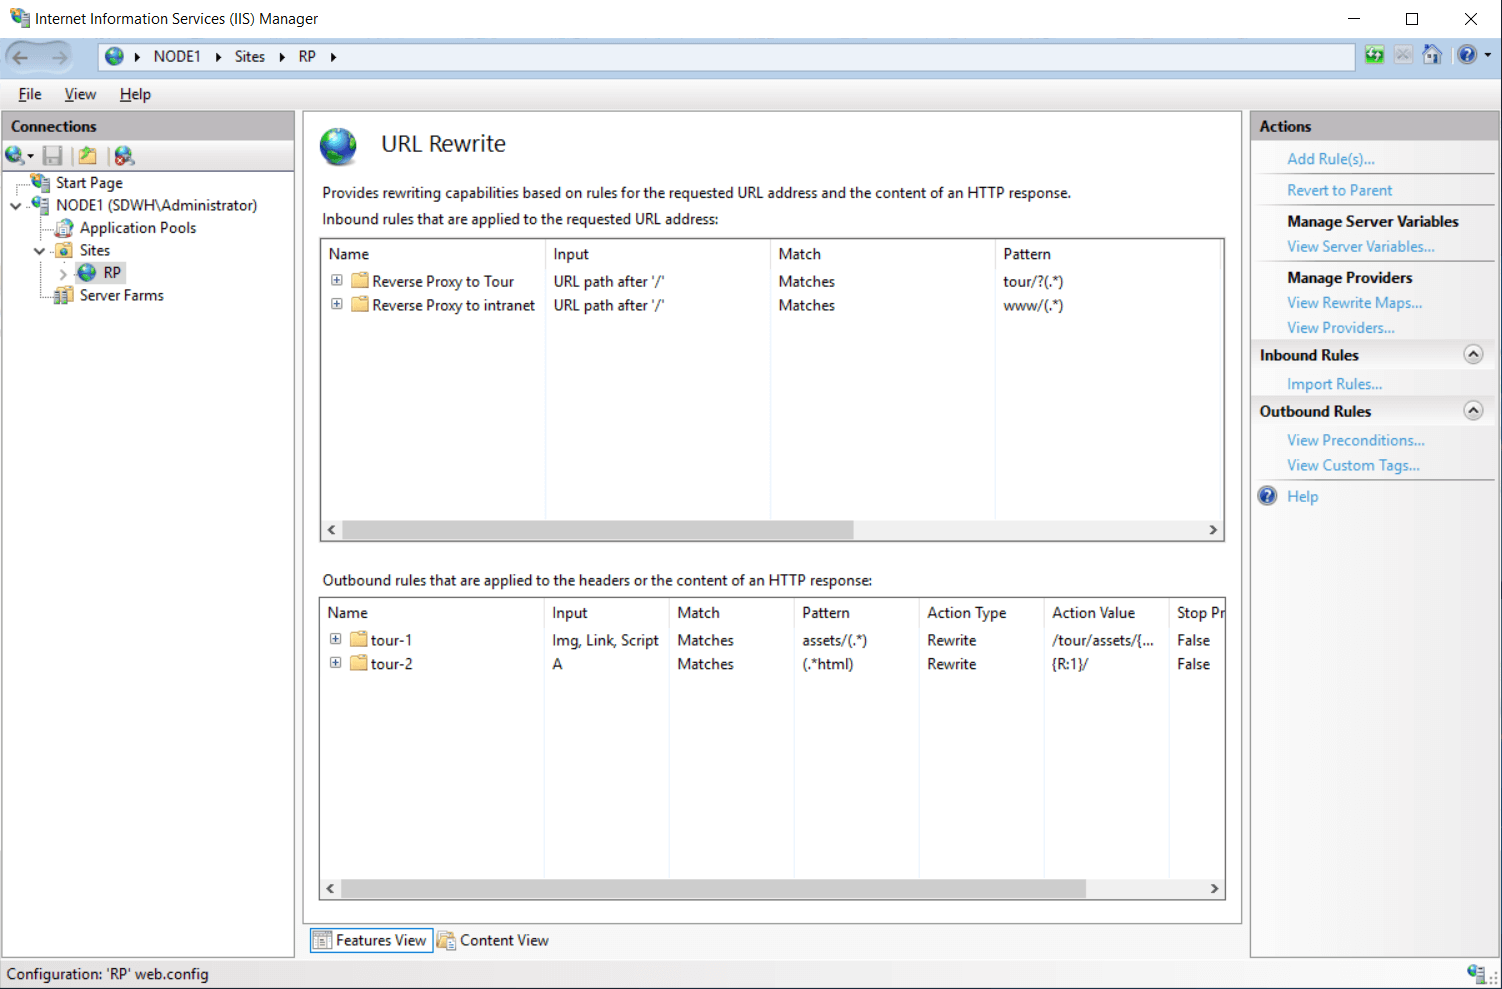 Internet Information Services (IIS) Manager
NODE1 Sites RP
File View Help
Connections
Start Page
NODE1 (SDWH\Administrator)
Application Pools
Sites
RP
Server Farms
URL Rewrite
Provides rewriting capabilities based on rules for the requested URL address and the content of an HTTP response.
Inbound rules that are applied to the requested URL address:
Name Input Match Pattern
Reverse Proxy to Tour URL path after '/' Matches tour/?(.*)
Reverse Proxy to intranet URL path after '/' Matches www/(.*)
Outbound rules that are applied to the headers or the content of an HTTP response:
Name Input Match Pattern Action Type Action Value Stop Pr
tour-1 Img, Link, Script Matches assets/(.*) Rewrite /tour/assets/{... False
tour-2 A Matches (.*html) Rewrite {R:1}/ False
Features View Content View
Actions
Add Rule(s)...
Revert to Parent
Manage Server Variables
View Server Variables...
Manage Providers
View Rewrite Maps...
View Providers...
Inbound Rules
Import Rules...
Outbound Rules
View Preconditions...
View Custom Tags...
Help
Configuration: 'RP' web.config